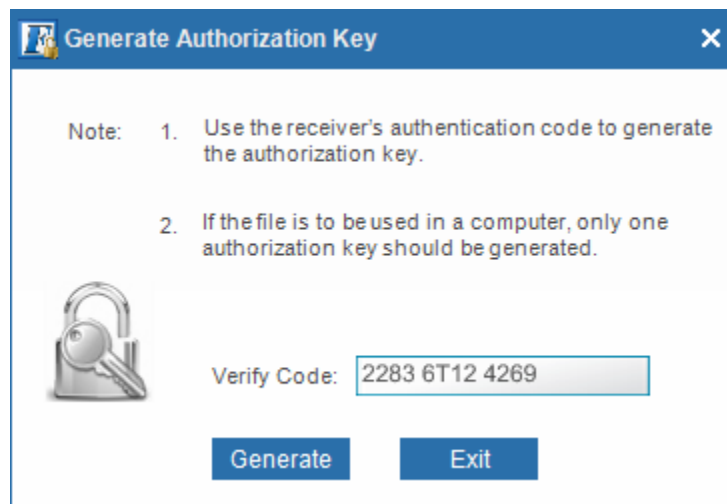 Generate Authorization Key
Note: 1. Use the receiver's authentication code to generate
the authorization key.
2. If the file is to be used in a computer, only one
authorization key should be generated.
Verify Code: 2283 6T12 4269
Generate Exit